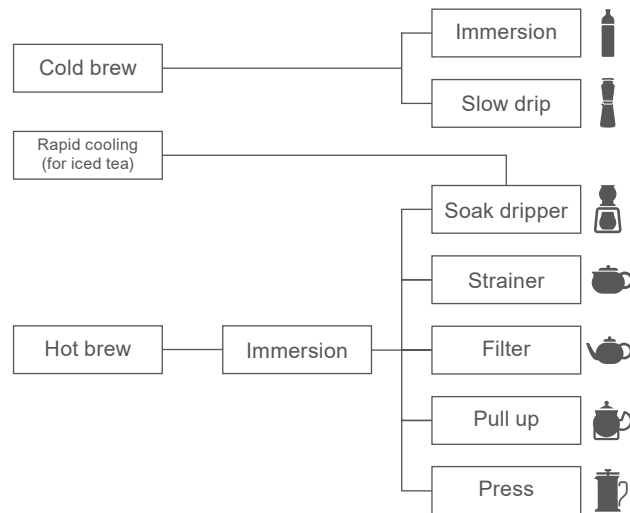 Immersion
Cold brew
Slow drip
Rapid cooling
(for iced tea)
Soak dripper
Strainer
Hot brew
Immersion
Filter
Pull up
Press